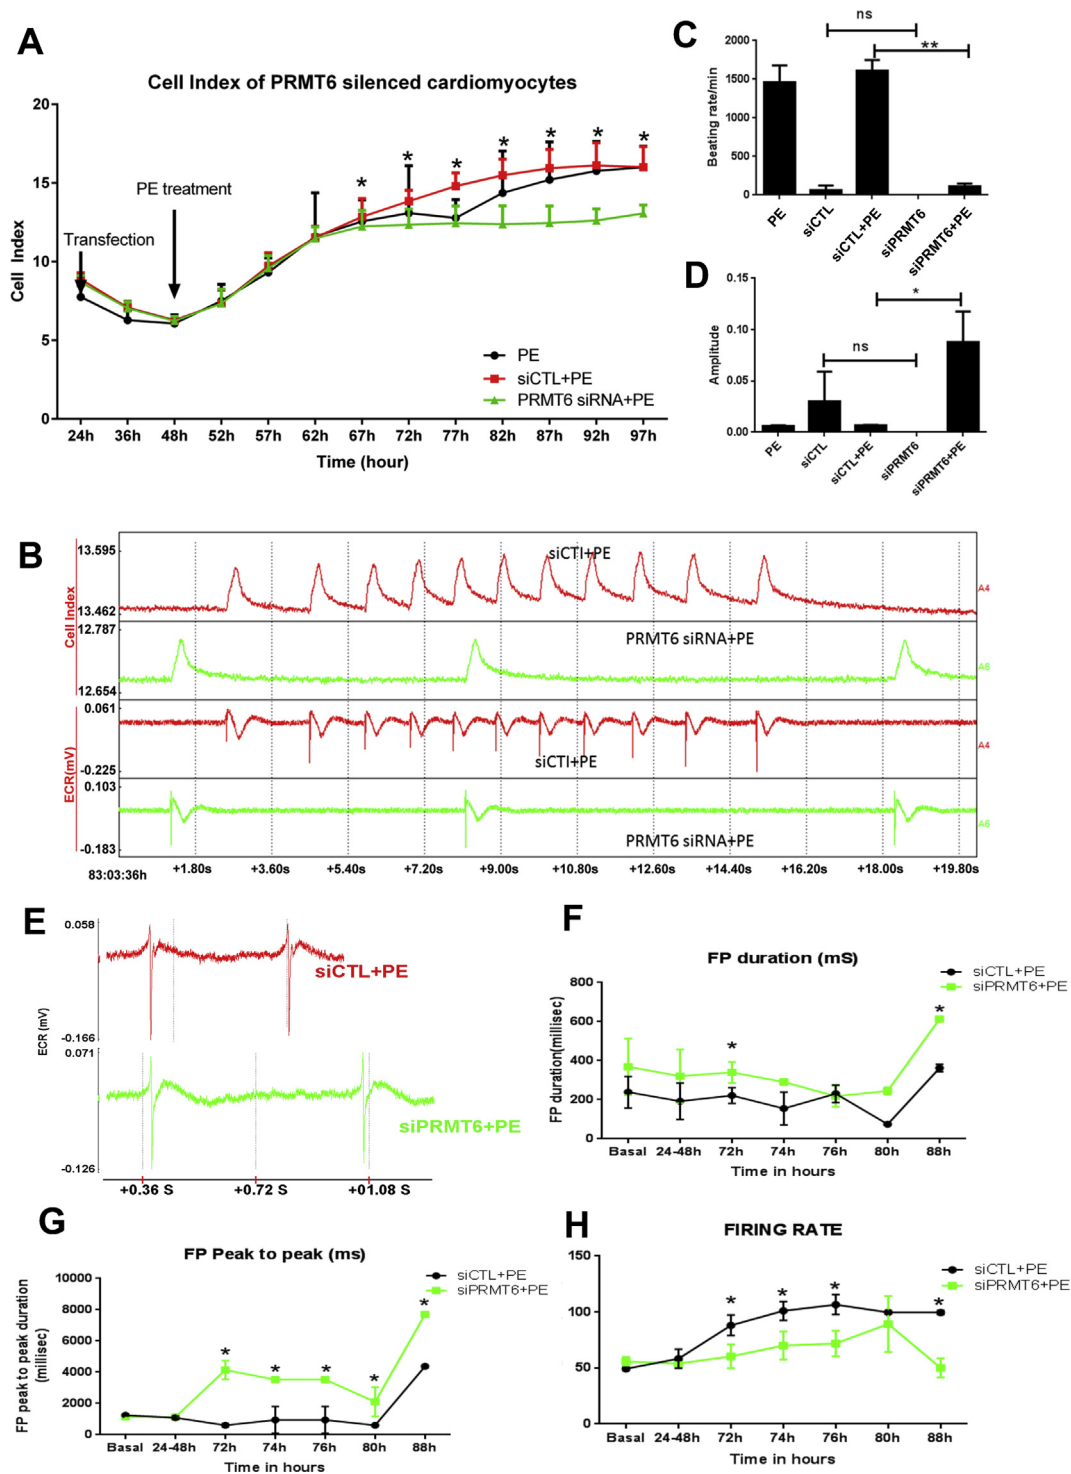 A
Cell Index of PRMT6 silenced cardiomyocytes
Cell Index
20
15
10
5
0
Transfection
PE treatment
* * * * * * *
PE
siCTL+PE
PRMT6 siRNA+PE
24h 36h 48h 52h 57h 62h 67h 72h 77h 82h 87h 92h 97h
Time (hour)
C
ns
**
Beating rate/min
2000
1500
1000
500
0
PE siCTL siCTL+PE siPRMT6 siPRMT6+PE
D
*
ns
Amplitude
0.15
0.10
0.05
0.00
PE siCTL siCTL+PE siPRMT6 siPRMT6+PE
B
Cell Index
13.595
siCTl+PE
A4
13.462
12.787
PRMT6 siRNA+PE
A6
12.654
ECR(mV)
0.061
A4
siCTl+PE
-0.225
0.103
A6
PRMT6 siRNA+PE
-0.183
83:03:36h +1.80s +3.60s +5.40s +7.20s +9.00s +10.80s +12.60s +14.40s +16.20s +18.00s +19.80s
E
ECR (mV)
0.058
siCTL+PE
-0.166
0.071
siPRMT6+PE
-0.126
+0.36 S +0.72 S +01.08 S
F
FP duration (mS)
siCTL+PE
siPRMT6+PE
FP duration(millisec)
800
600
400
200
0
* *
Basal 24-48h 72h 74h 76h 80h 88h
Time in hours
G
FP Peak to peak (ms)
siCTL+PE
siPRMT6+PE
FP peak to peak duration
(millisec)
10000
8000
6000
4000
2000
0
* * * * *
Basal 24-48h 72h 74h 76h 80h 88h
Time in hours
H
FIRING RATE
siCTL+PE
siPRMT6+PE
150
100
50
0
* * * *
Basal 24-48h 72h 74h 76h 80h 88h
Time in hours